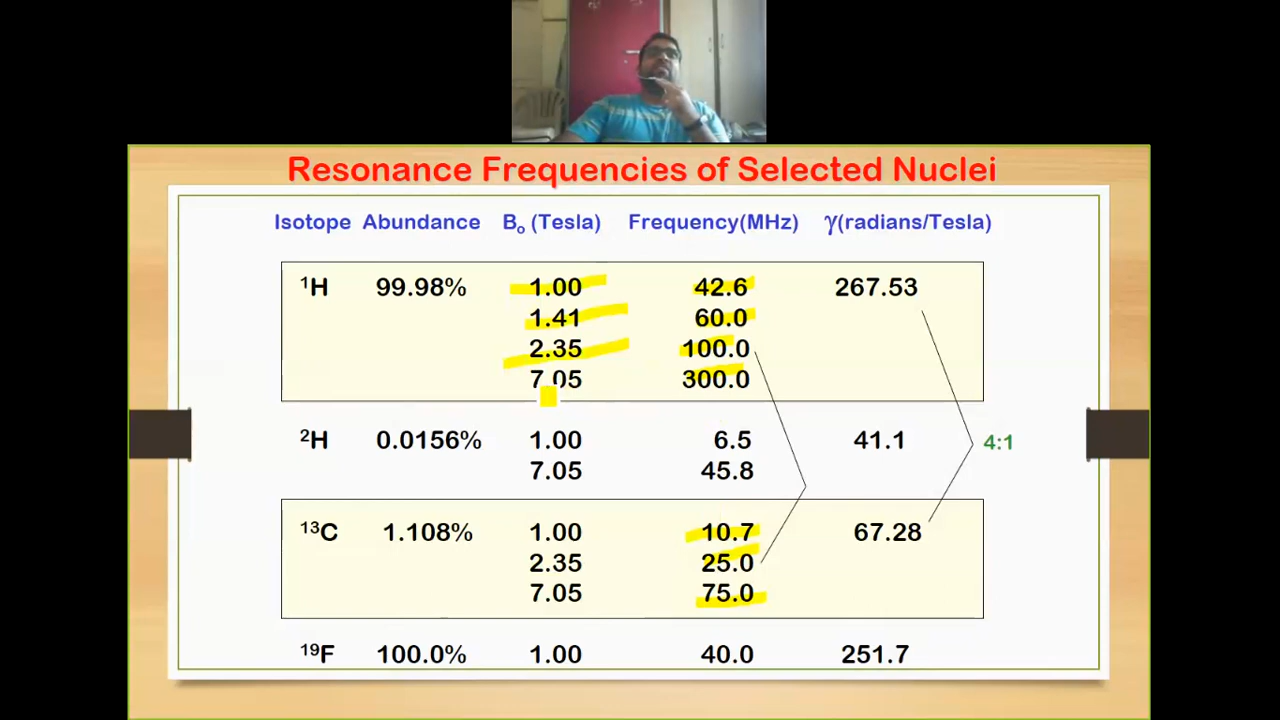 Resonance Frequencies of Selected Nuclei
Isotope Abundance B₀ (Tesla) Frequency(MHz) γ(radians/Tesla)
¹H 99.98% 1.00 42.6 267.53
1.41 60.0
2.35 100.0
7.05 300.0
²H 0.0156% 1.00 6.5 41.1 4:1
7.05 45.8
¹³C 1.108% 1.00 10.7 67.28
2.35 25.0
7.05 75.0
¹⁹F 100.0% 1.00 40.0 251.7